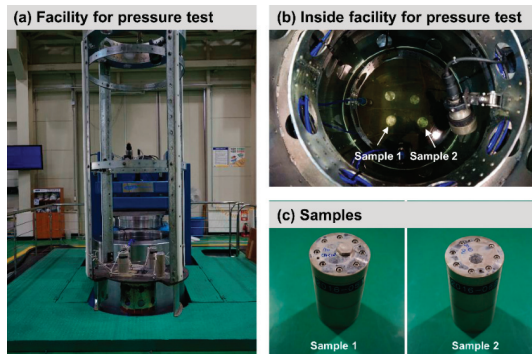 (a) Facility for pressure test
(b) Inside facility for pressure test
Sample 1
Sample 2
(c) Samples
Sample 1
Sample 2